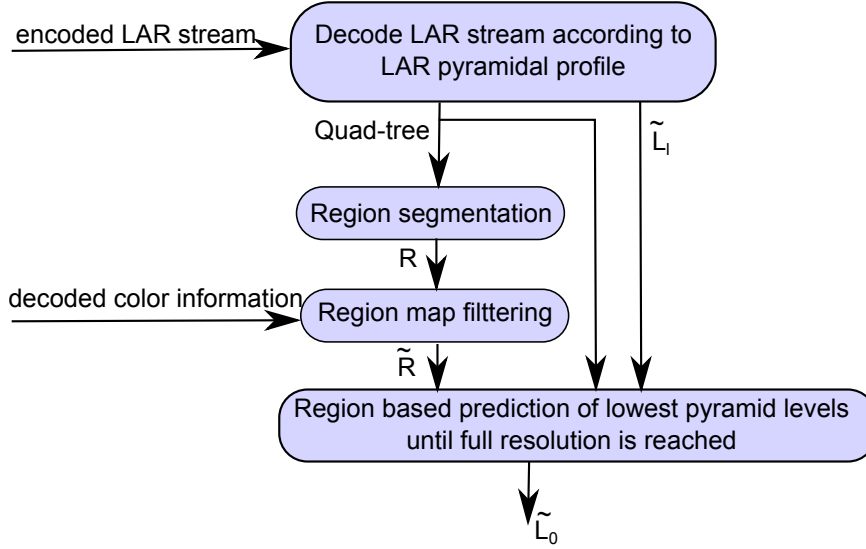 encoded LAR stream
Decode LAR stream according to
LAR pyramidal profile
Quad-tree
L̃ₗ
Region segmentation
R
decoded color information
Region map filttering
R̃
Region based prediction of lowest pyramid levels
until full resolution is reached
L̃₀